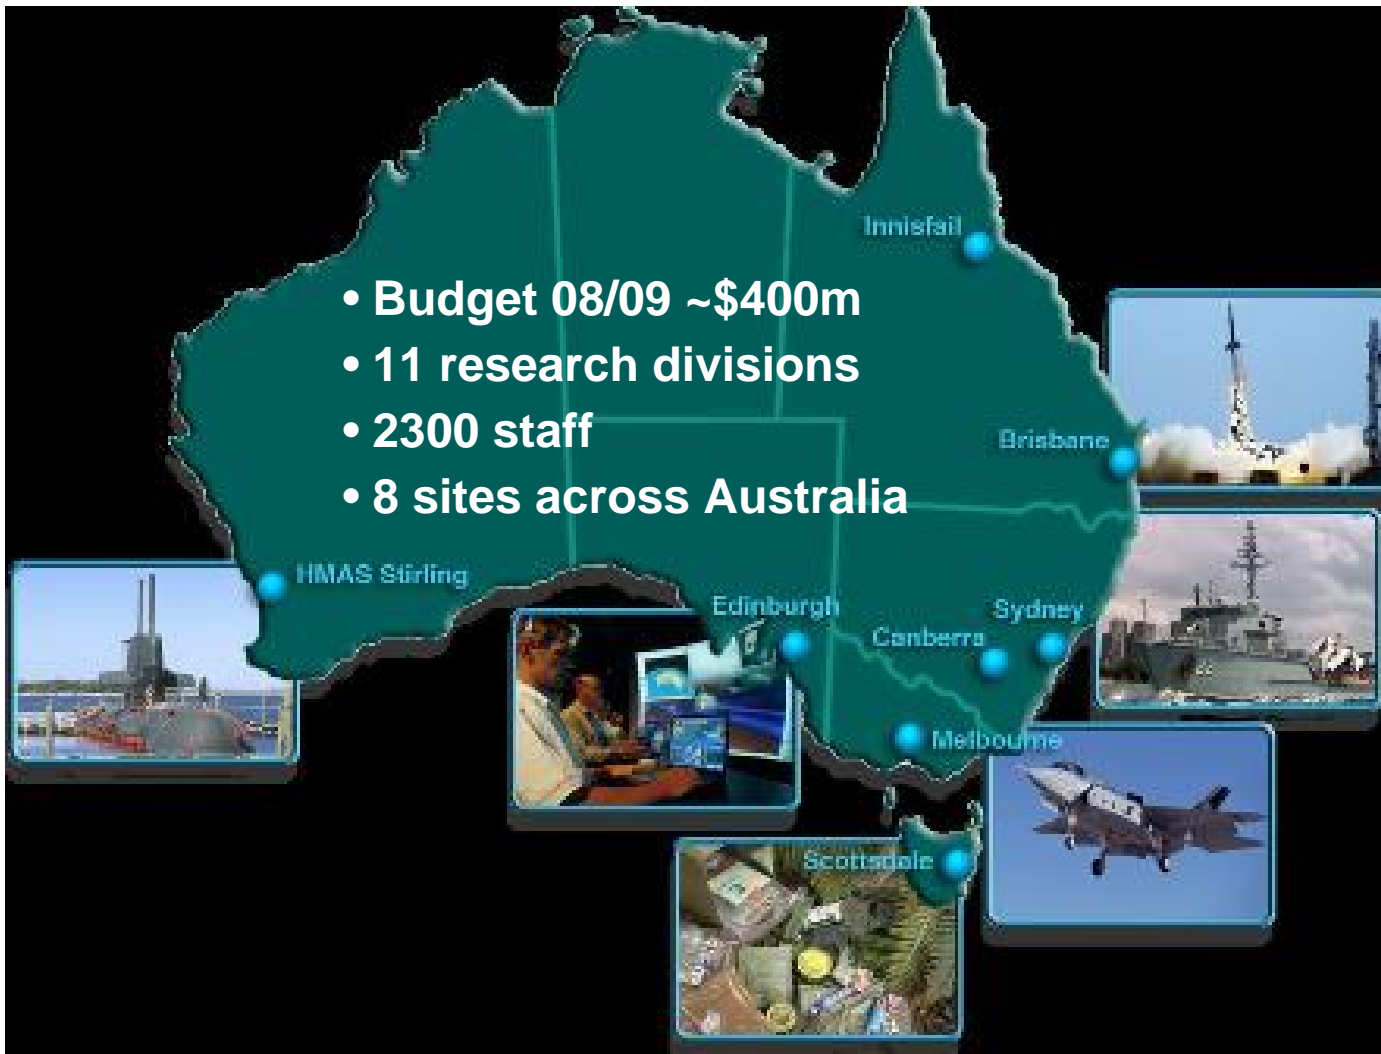 Innisfail
• Budget 08/09 ~$400m
• 11 research divisions
• 2300 staff
Brisbane
• 8 sites across Australia
HMAS Stirling
Edinburgh
Sydney
Canberra
Melbourne
Scottsdale